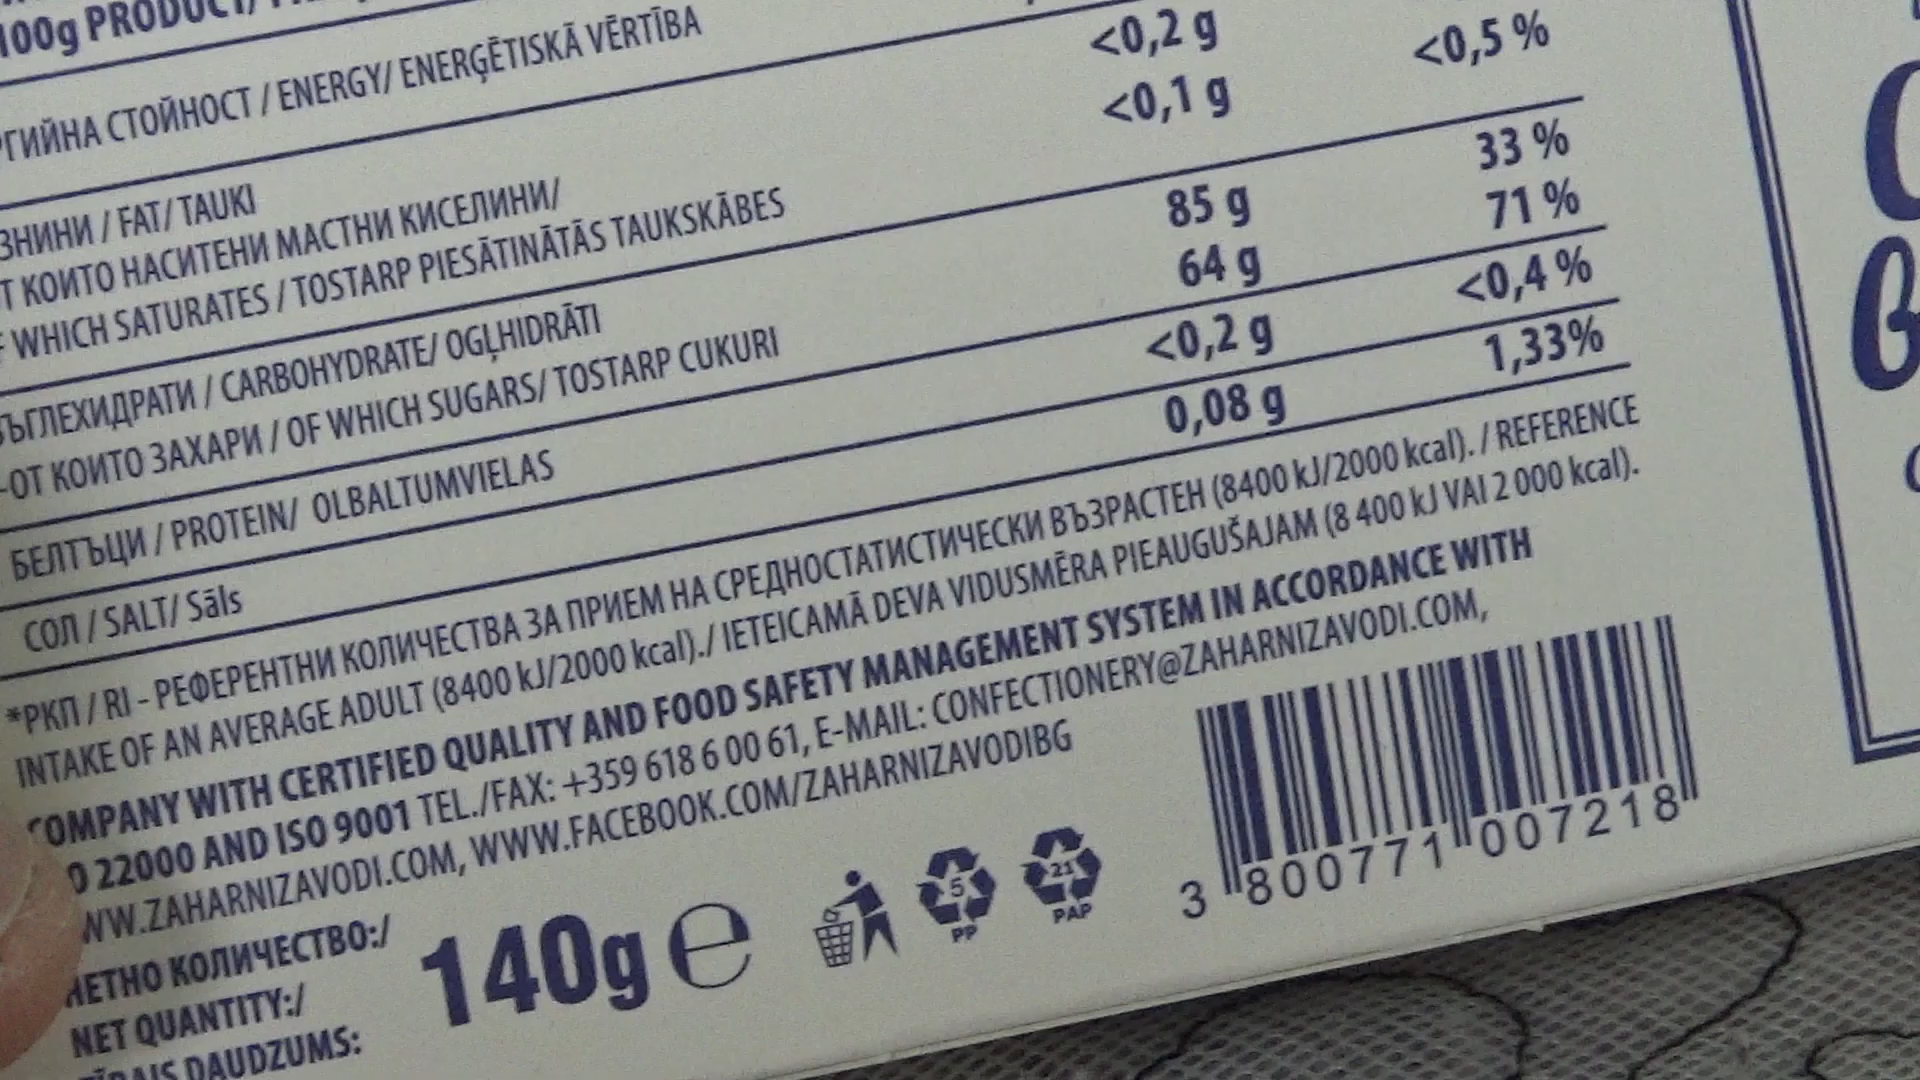 100g PRODUCT/
ЕНЕРГИЙНА СТОЙНОСТ / ENERGY/ ENERĢĒTISKĀ VĒRTĪBA
МАЗНИНИ / FAT/ TAUKI <0,2 g
ОТ КОИТО НАСИТЕНИ МАСТНИ КИСЕЛИНИ/
OF WHICH SATURATES / TOSTARP PIESĀTINĀTĀS TAUKSKĀBES <0,1 g <0,5 %
ВЪГЛЕХИДРАТИ / CARBOHYDRATE/ OGĻHIDRĀTI 85 g 33 %
-ОТ КОИТО ЗАХАРИ / OF WHICH SUGARS/ TOSTARP CUKURI 64 g 71 %
БЕЛТЪЦИ / PROTEIN/ OLBALTUMVIELAS <0,2 g <0,4 %
СОЛ / SALT/ Sāls 0,08 g 1,33%
*РКП / RI - РЕФЕРЕНТНИ КОЛИЧЕСТВА ЗА ПРИЕМ НА СРЕДНОСТАТИСТИЧЕСКИ ВЪЗРАСТЕН (8400 kJ/2000 kcal). / REFERENCE
INTAKE OF AN AVERAGE ADULT (8400 kJ/2000 kcal)./ IETEICAMĀ DEVA VIDUSMĒRA PIEAUGUŠAJAM (8 400 kJ VAI 2 000 kcal).
COMPANY WITH CERTIFIED QUALITY AND FOOD SAFETY MANAGEMENT SYSTEM IN ACCORDANCE WITH
O 22000 AND ISO 9001 TEL./FAX: +359 618 6 00 61, E-MAIL: CONFECTIONERY@ZAHARNIZAVODI.COM,
WW.ZAHARNIZAVODI.COM, WWW.FACEBOOK.COM/ZAHARNIZAVODIBG
НЕТНО КОЛИЧЕСТВО:/
NET QUANTITY:/
DAUDZUMS:
140g ℮
5
PP
21
PAP
3 800771 007218